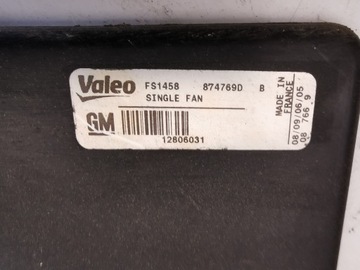 Valeo FS1458 874769D B
SINGLE FAN
GM
12806031
MADE IN
FRANCE
08/09/06/05
08 766 9